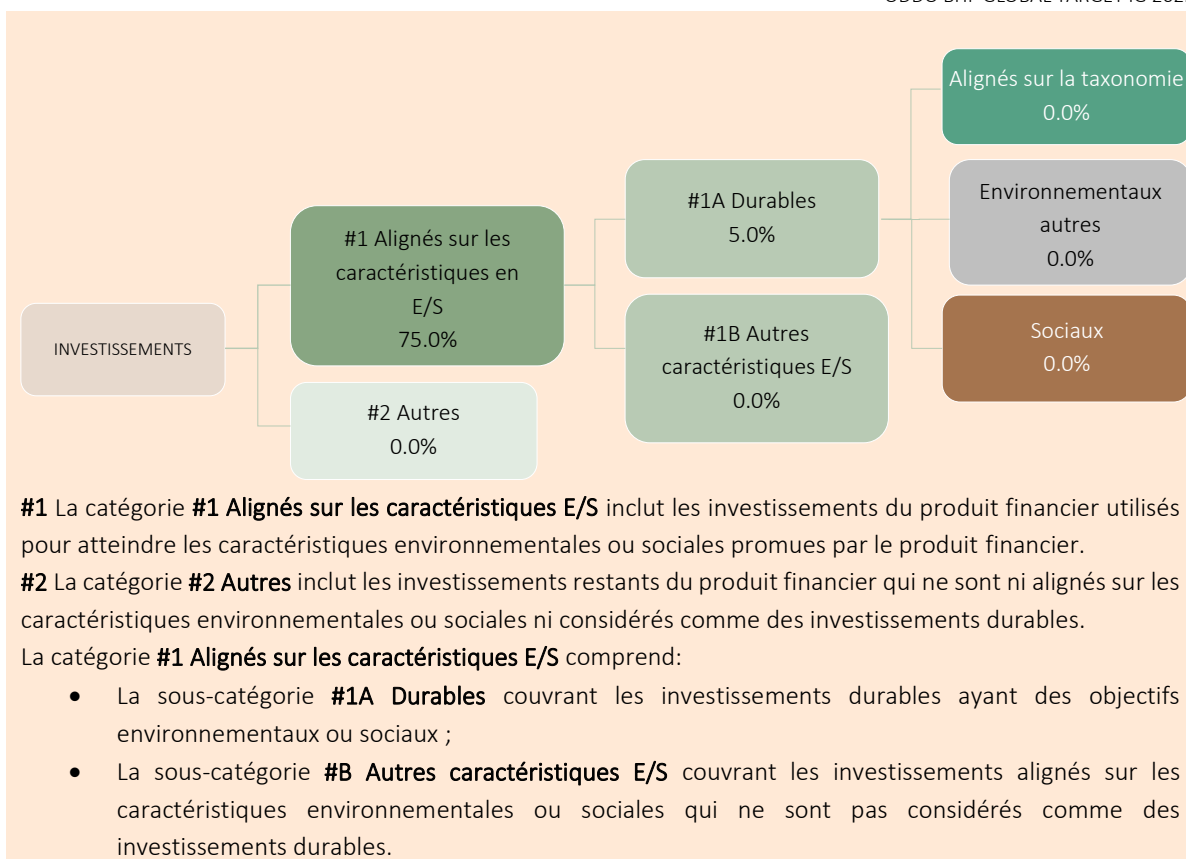 INVESTISSEMENTS
#1 Alignés sur les
caractéristiques en
E/S
75.0%
#2 Autres
0.0%
#1A Durables
5.0%
#1B Autres
caractéristiques E/S
0.0%
Alignés sur la taxonomie
0.0%
Environnementaux
autres
0.0%
Sociaux
0.0%
#1 La catégorie #1 Alignés sur les caractéristiques E/S inclut les investissements du produit financier utilisés
pour atteindre les caractéristiques environnementales ou sociales promues par le produit financier.
#2 La catégorie #2 Autres inclut les investissements restants du produit financier qui ne sont ni alignés sur les
caractéristiques environnementales ou sociales ni considérés comme des investissements durables.
La catégorie #1 Alignés sur les caractéristiques E/S comprend:
• La sous-catégorie #1A Durables couvrant les investissements durables ayant des objectifs
environnementaux ou sociaux ;
• La sous-catégorie #B Autres caractéristiques E/S couvrant les investissements alignés sur les
caractéristiques environnementales ou sociales qui ne sont pas considérés comme des
investissements durables.